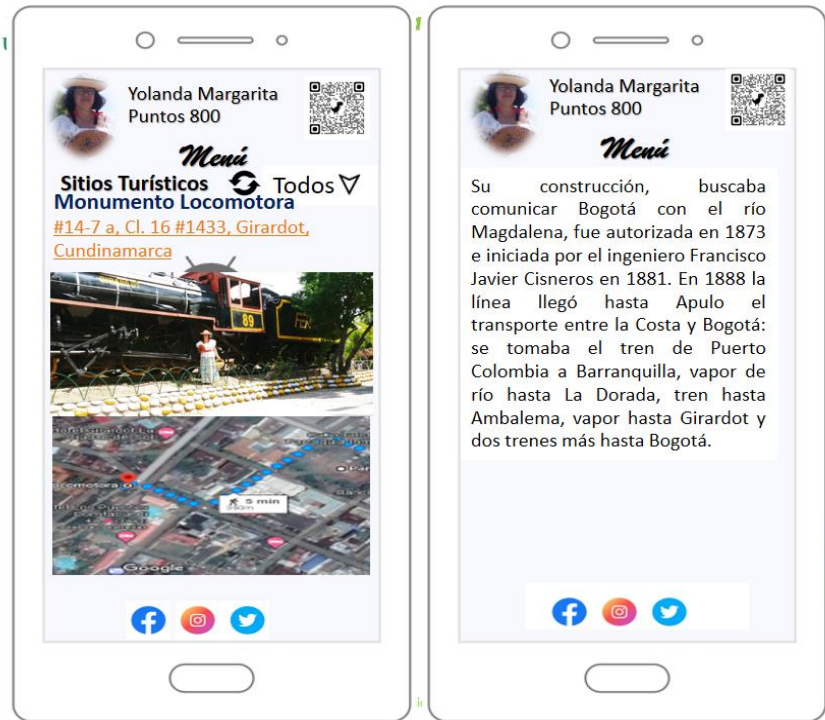 Yolanda Margarita
Puntos 800
Menú
Sitios Turísticos
Todos
Monumento Locomotora
#14-7 a, Cl. 16 #1433, Girardot,
Cundinamarca
89
5 min
Google
Yolanda Margarita
Puntos 800
Menú
Su construcción, buscaba
comunicar Bogotá con el río
Magdalena, fue autorizada en 1873
e iniciada por el ingeniero Francisco
Javier Cisneros en 1881. En 1888 la
línea llegó hasta Apulo el
transporte entre la Costa y Bogotá:
se tomaba el tren de Puerto
Colombia a Barranquilla, vapor de
río hasta La Dorada, tren hasta
Ambalema, vapor hasta Girardot y
dos trenes más hasta Bogotá.